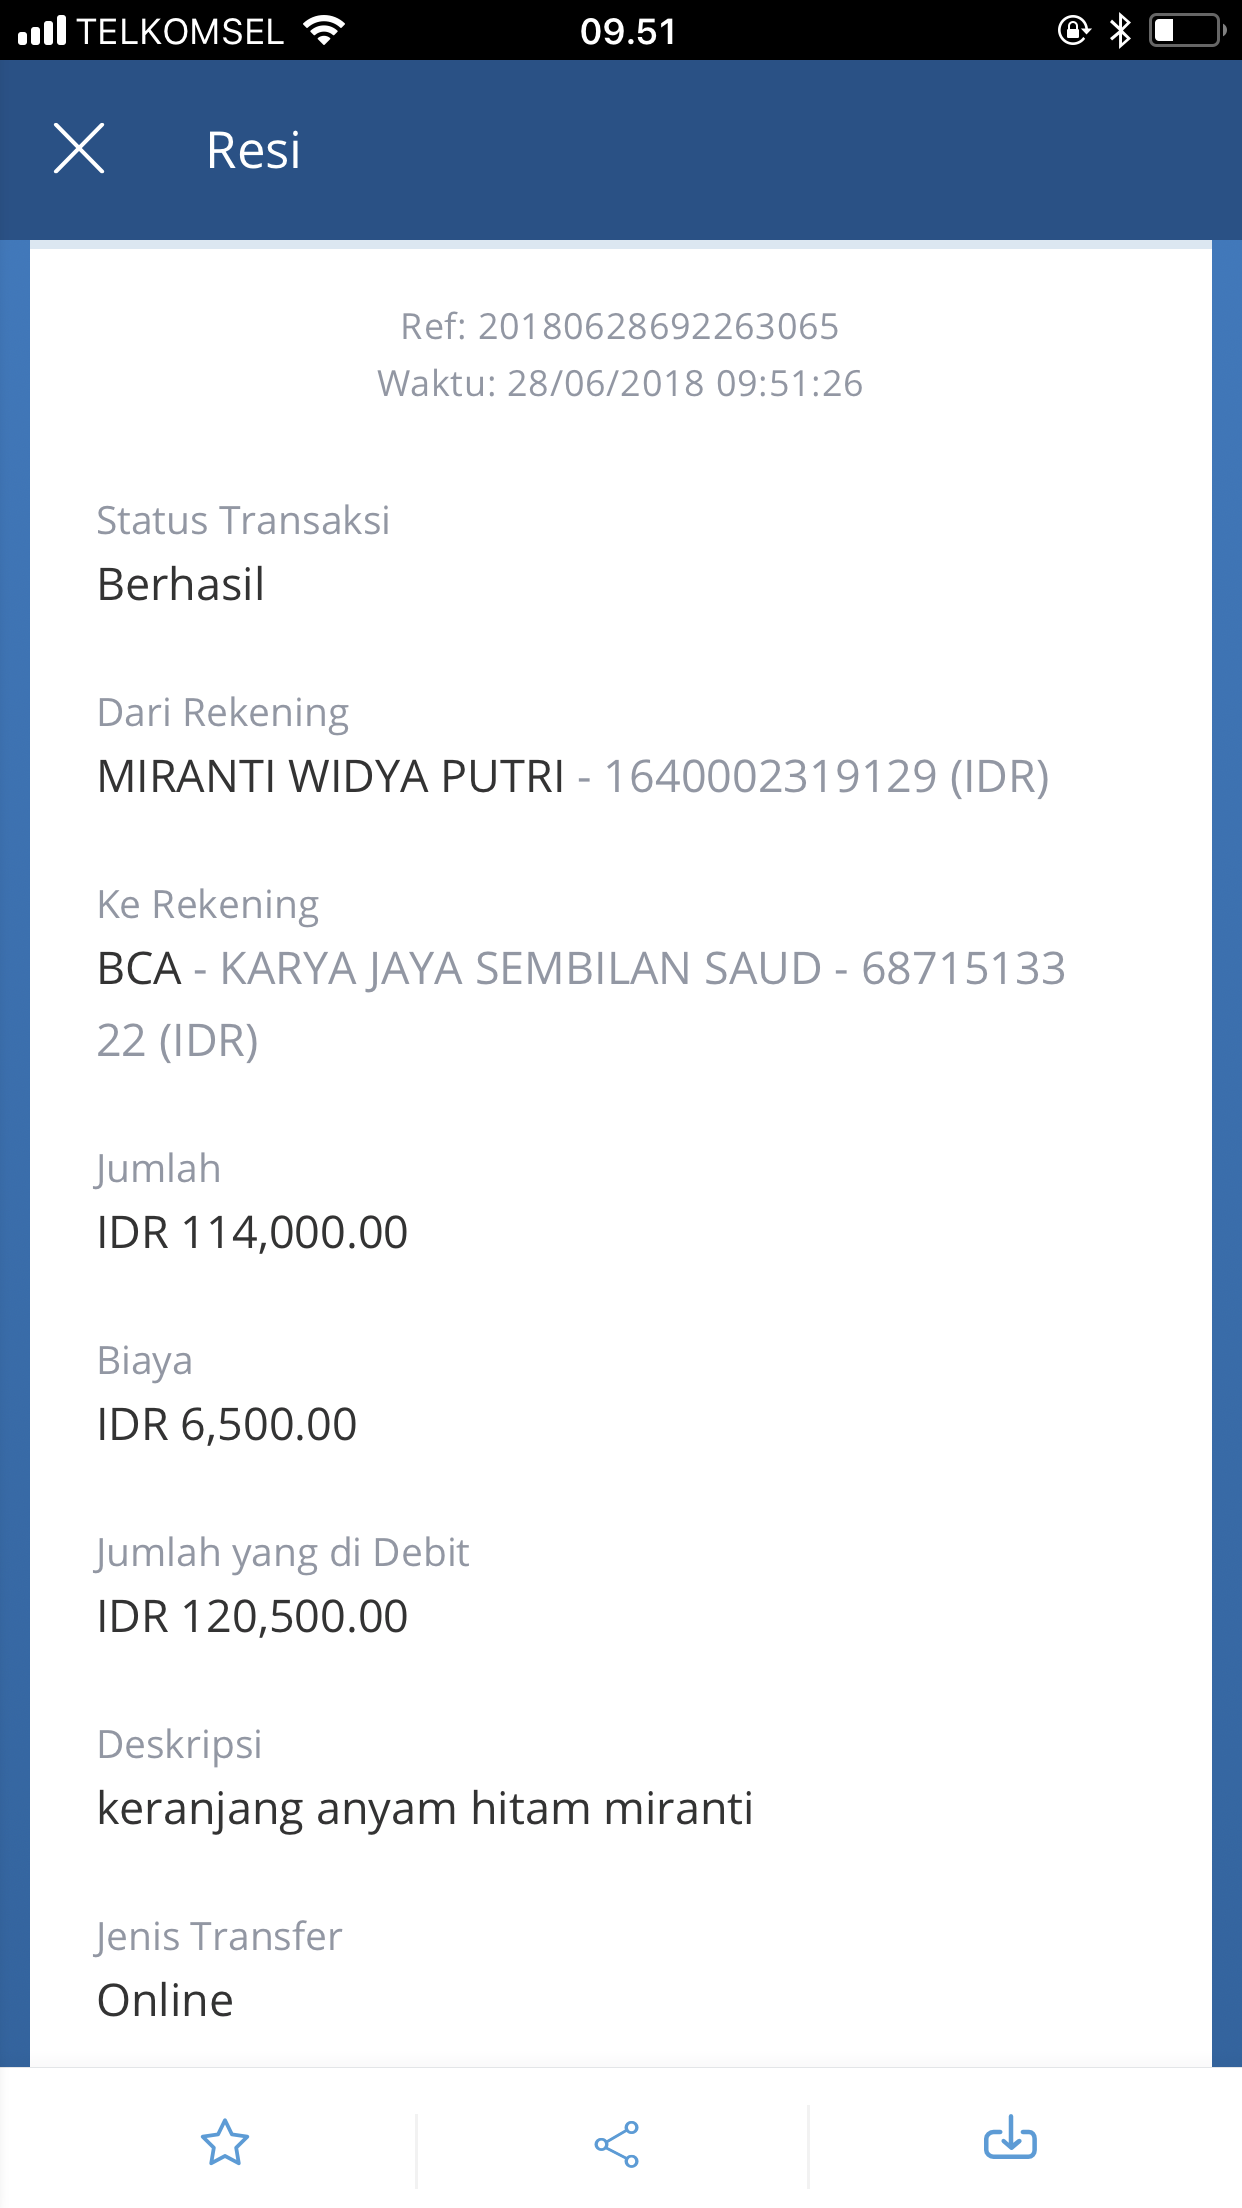 TELKOMSEL 09.51
Resi
Ref: 20180628692263065
Waktu: 28/06/2018 09:51:26
Status Transaksi
Berhasil
Dari Rekening
MIRANTI WIDYA PUTRI - 1640002319129 (IDR)
Ke Rekening
BCA - KARYA JAYA SEMBILAN SAUD - 68715133
22 (IDR)
Jumlah
IDR 114,000.00
Biaya
IDR 6,500.00
Jumlah yang di Debit
IDR 120,500.00
Deskripsi
keranjang anyam hitam miranti
Jenis Transfer
Online